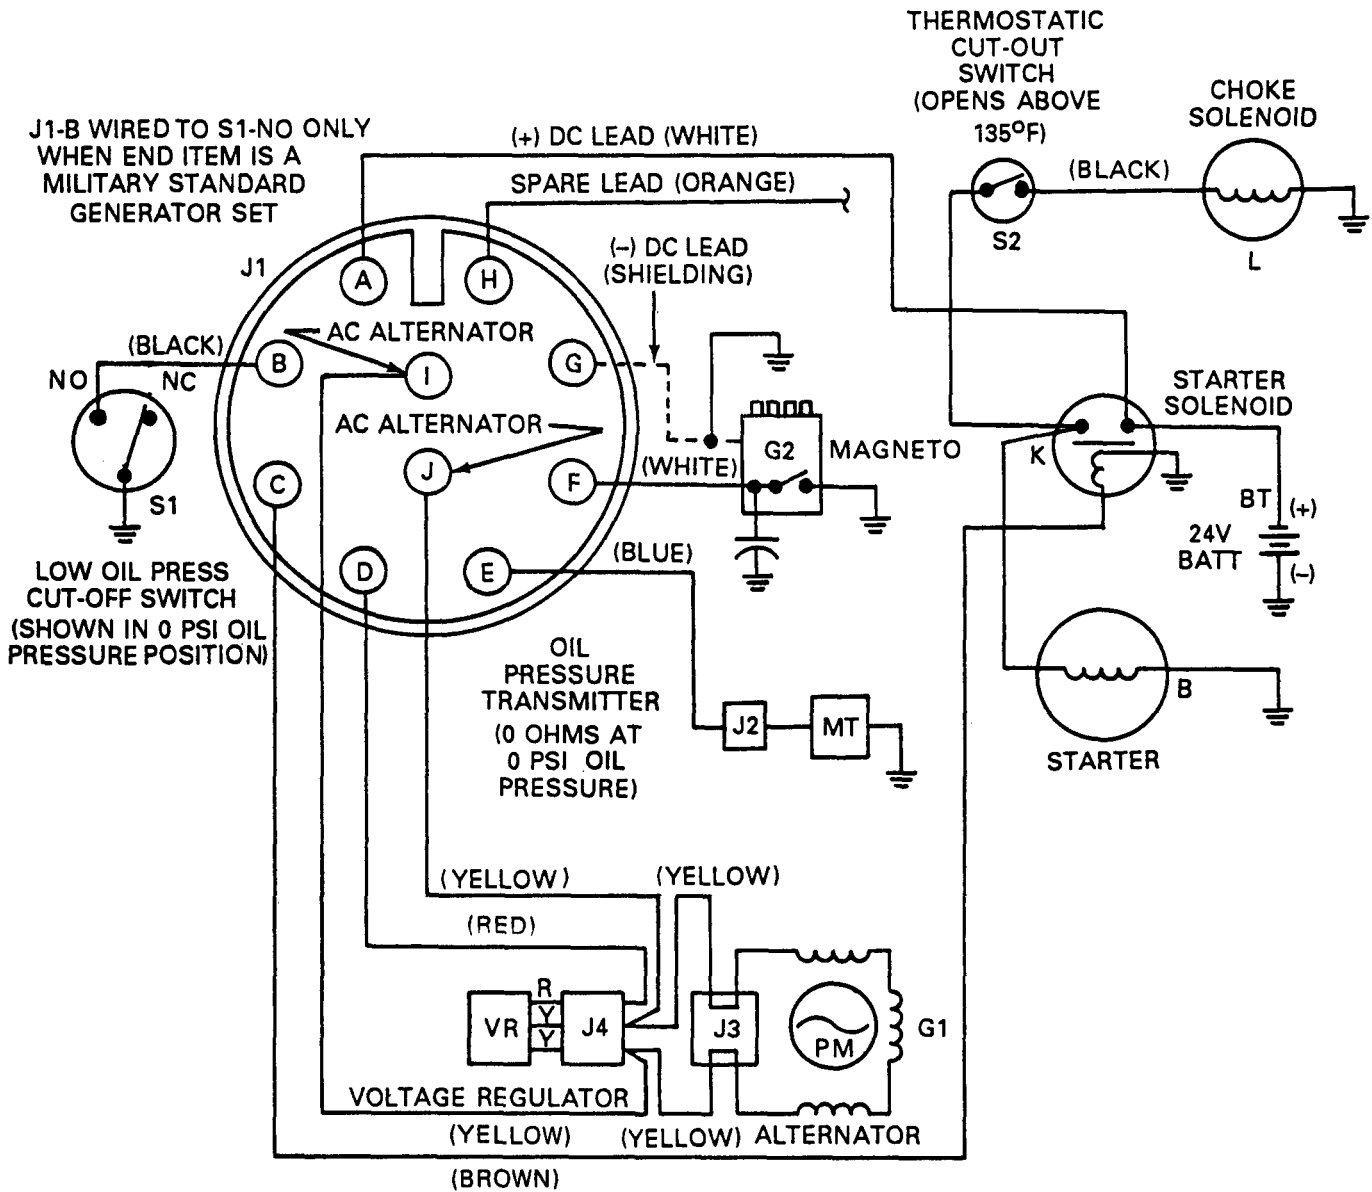 THERMOSTATIC
CUT-OUT
SWITCH
(OPENS ABOVE
135°F)
CHOKE
SOLENOID
J1-B WIRED TO S1-NO ONLY
WHEN END ITEM IS A
MILITARY STANDARD
GENERATOR SET
(+) DC LEAD (WHITE)
SPARE LEAD (ORANGE)
(BLACK)
S2
L
(-) DC LEAD
(SHIELDING)
J1
A
H
AC ALTERNATOR
(BLACK)
B
I
G
NO
NC
AC ALTERNATOR
STARTER
SOLENOID
K
G2
MAGNETO
(WHITE)
J
C
F
S1
BT
(+)
24V
BATT
(-)
(BLUE)
D
E
LOW OIL PRESS
CUT-OFF SWITCH
(SHOWN IN 0 PSI OIL
PRESSURE POSITION)
OIL
PRESSURE
TRANSMITTER
(0 OHMS AT
0 PSI OIL
PRESSURE)
J2
MT
B
STARTER
(YELLOW)
(YELLOW)
(RED)
VR
R
Y
Y
J4
J3
PM
G1
VOLTAGE REGULATOR
(YELLOW)
(YELLOW)
ALTERNATOR
(BROWN)